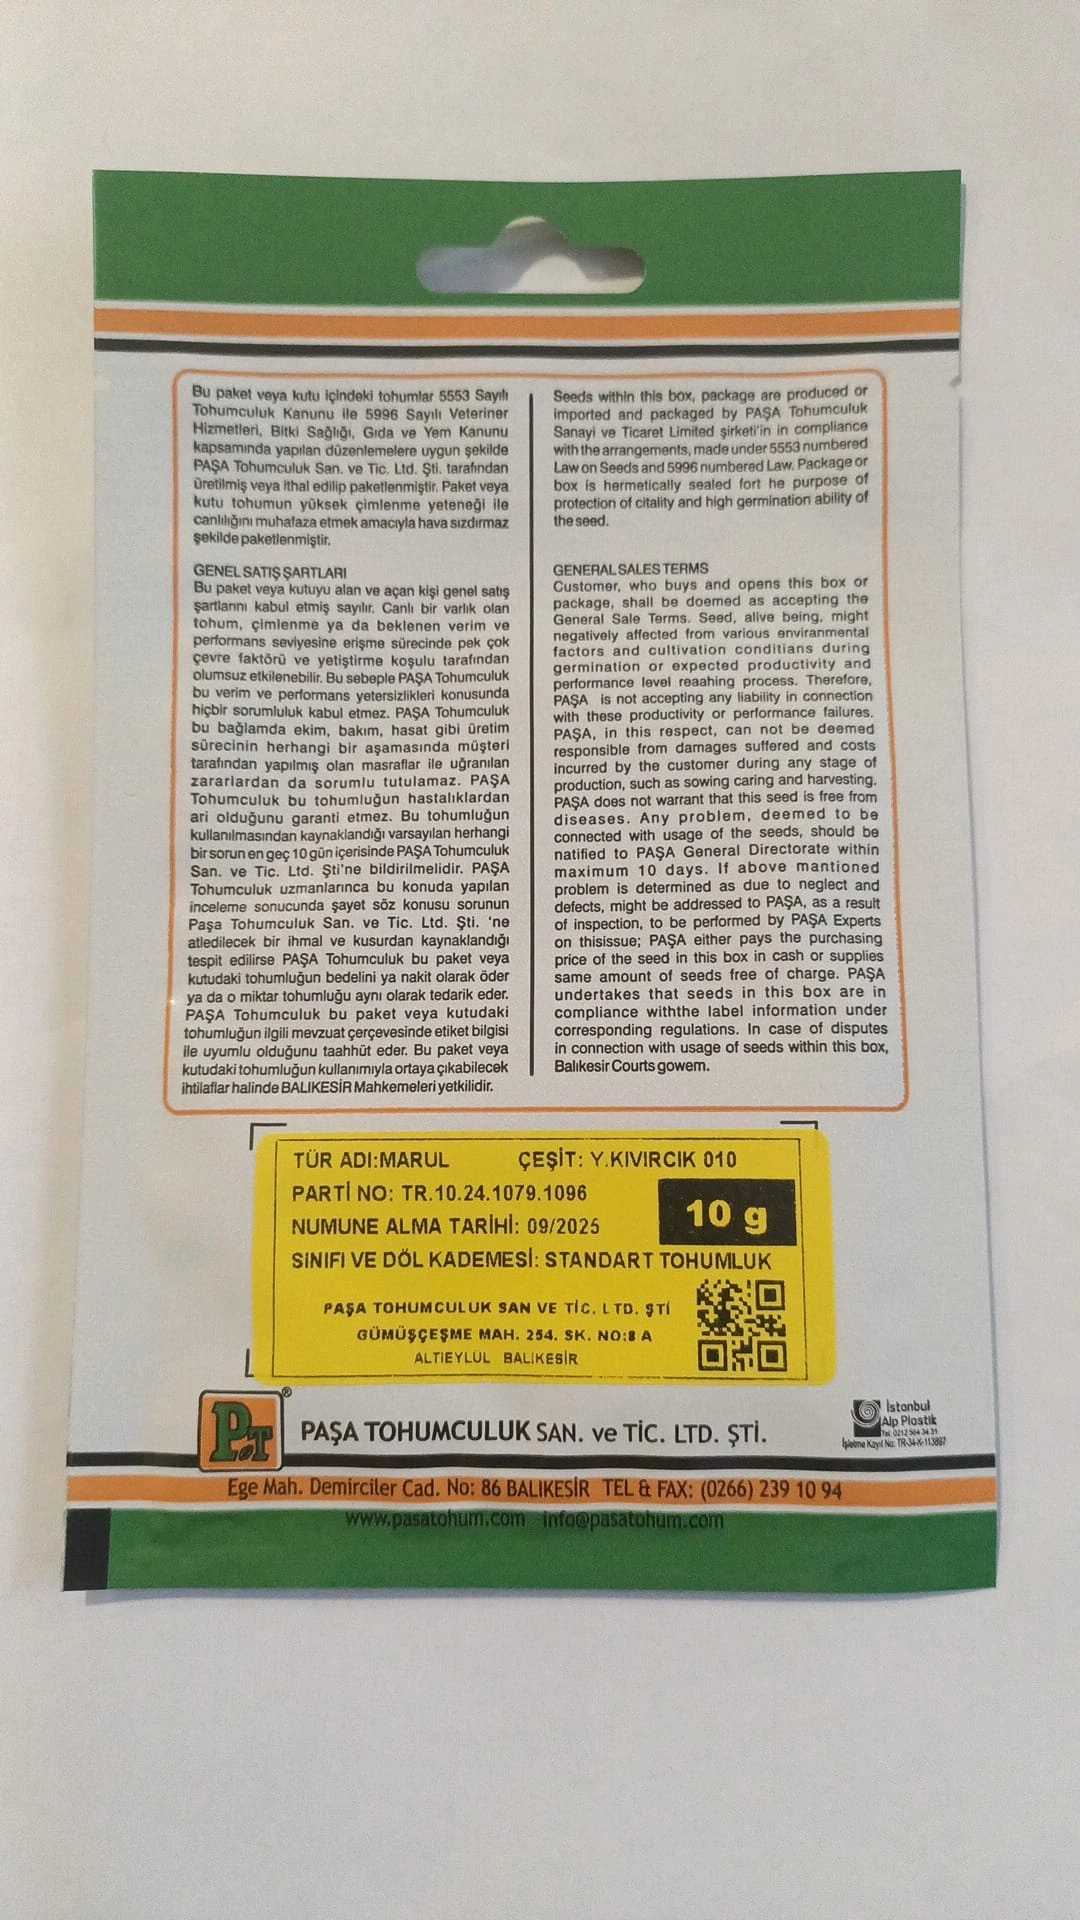 Bu paket veya kutu içindeki tohumlar 5553 Sayılı
Tohumculuk Kanunu ile 5996 Sayılı Veteriner
Hizmetleri, Bitki Sağlığı, Gıda ve Yem Kanunu
kapsamında yapılan düzenlemelere uygun şekilde
PAŞA Tohumculuk San. ve Tic. Ltd. Şti. tarafından
üretilmiş veya ithal edilip paketlenmiştir. Paket veya
kutu tohumun yüksek çimlenme yeteneği ile
canlılığını muhafaza etmek amacıyla hava sızdırmaz
şekilde paketlenmiştir.
GENEL SATIŞ ŞARTLARI
Bu paket veya kutuyu alan ve açan kişi genel satış
şartlarını kabul etmiş sayılır. Canlı bir varlık olan
tohum, çimlenme ya da beklenen verim ve
performans seviyesine erişme sürecinde pek çok
çevre faktörü ve yetiştirme koşulu tarafından
olumsuz etkilenebilir. Bu sebeple PAŞA Tohumculuk
bu verim ve performans yetersizlikleri konusunda
hiçbir sorumluluk kabul etmez. PAŞA Tohumculuk
bu bağlamda ekim, bakım, hasat gibi üretim
sürecinin herhangi bir aşamasında müşteri
tarafından yapılmış olan masraflar ile uğranılan
zararlardan da sorumlu tutulamaz. PAŞA
Tohumculuk bu tohumluğun hastalıklardan
ari olduğunu garanti etmez. Bu tohumluğun
kullanılmasından kaynaklandığı varsayılan herhangi
bir sorun en geç 10 gün içerisinde PAŞA Tohumculuk
San. ve Tic. Ltd. Şti'ne bildirilmelidir. PAŞA
Tohumculuk uzmanlarınca bu konuda yapılan
inceleme sonucunda şayet söz konusu sorunun
Paşa Tohumculuk San. ve Tic. Ltd. Şti. 'ne
atledilecek bir ihmal ve kusurdan kaynaklandığı
tespit edilirse PAŞA Tohumculuk bu paket veya
kutudaki tohumluğun bedelini ya nakit olarak öder
ya da o miktar tohumluğu aynı olarak tedarik eder.
PAŞA Tohumculuk bu paket veya kutudaki
tohumluğun ilgili mevzuat çerçevesinde etiket bilgisi
ile uyumlu olduğunu taahhüt eder. Bu paket veya
kutudaki tohumluğun kullanımıyla ortaya çıkabilecek
ihtilaflar halinde BALIKESİR Mahkemeleri yetkilidir.
Seeds within this box, package are produced or
imported and packaged by PAŞA Tohumculuk
Sanayi ve Ticaret Limited şirketi'in in compliance
with the arrangements, made under 5553 numbered
Law on Seeds and 5996 numbered Law. Package or
box is hermetically sealed fort he purpose of
protection of citality and high germination ability of
the seed.
GENERAL SALES TERMS
Customer, who buys and opens this box or
package, shall be doemed as accepting the
General Sale Terms. Seed, alive being, might
negatively affected from various enviranmental
factors and cultivation conditians during
germination or expected productivity and
performance level reaahing process. Therefore,
PAŞA is not accepting any liability in connection
with these productivity or performance failures.
PAŞA, in this respect, can not be deemed
responsible from damages suffered and costs
incurred by the customer during any stage of
production, such as sowing caring and harvesting.
PAŞA does not warrant that this seed is free from
diseases. Any problem, deemed to be
connected with usage of the seeds, should be
natified to PAŞA General Directorate within
maximum 10 days. If above mantioned
problem is determined as due to neglect and
defects, might be addressed to PAŞA, as a result
of inspection, to be performed by PAŞA Experts
on thisissue; PAŞA either pays the purchasing
price of the seed in this box in cash or supplies
same amount of seeds free of charge. PAŞA
undertakes that seeds in this box are in
compliance withthe label information under
corresponding regulations. In case of disputes
in connection with usage of seeds within this box,
Balıkesir Courts gowem.
TÜR ADI:MARUL ÇEŞİT: Y.KIVIRCIK 010
PARTİ NO: TR.10.24.1079.1096
10 g
NUMUNE ALMA TARİHİ: 09/2025
SINIFI VE DÖL KADEMESİ: STANDART TOHUMLUK
PAŞA TOHUMCULUK SAN VE TİC. LTD. ŞTİ
GÜMÜŞÇEŞME MAH. 254. SK. NO:8 A
ALTIEYLUL BALIKESİR
PT ®
PAŞA TOHUMCULUK SAN. ve TİC. LTD. ŞTİ.
İstanbul
Alp Plastik
Tel: 0212 564 34 31
İşletme Kayıt No: TR-34-K-113897
Ege Mah. Demirciler Cad. No: 86 BALIKESİR TEL & FAX: (0266) 239 10 94
www.pasatohum.com info@pasatohum.com